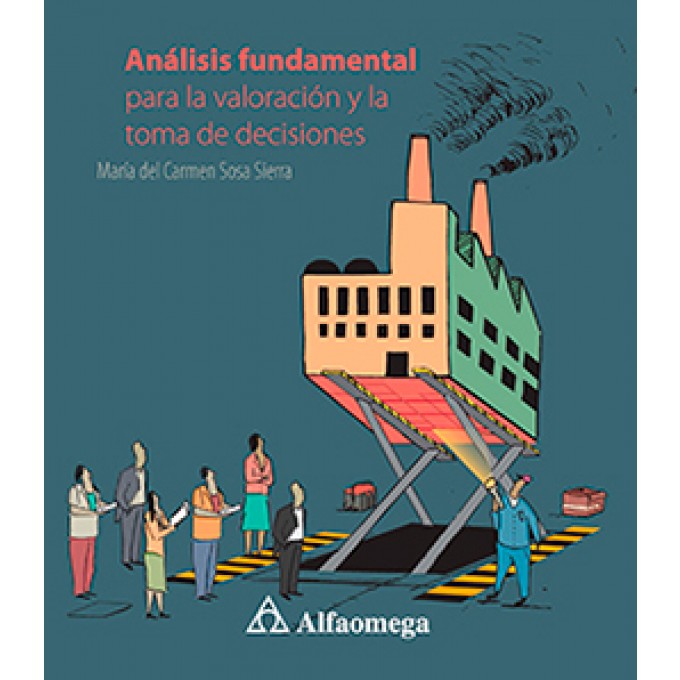 Análisis fundamental
para la valoración y la
toma de decisiones
María del Carmen Sosa Sierra
Alfaomega